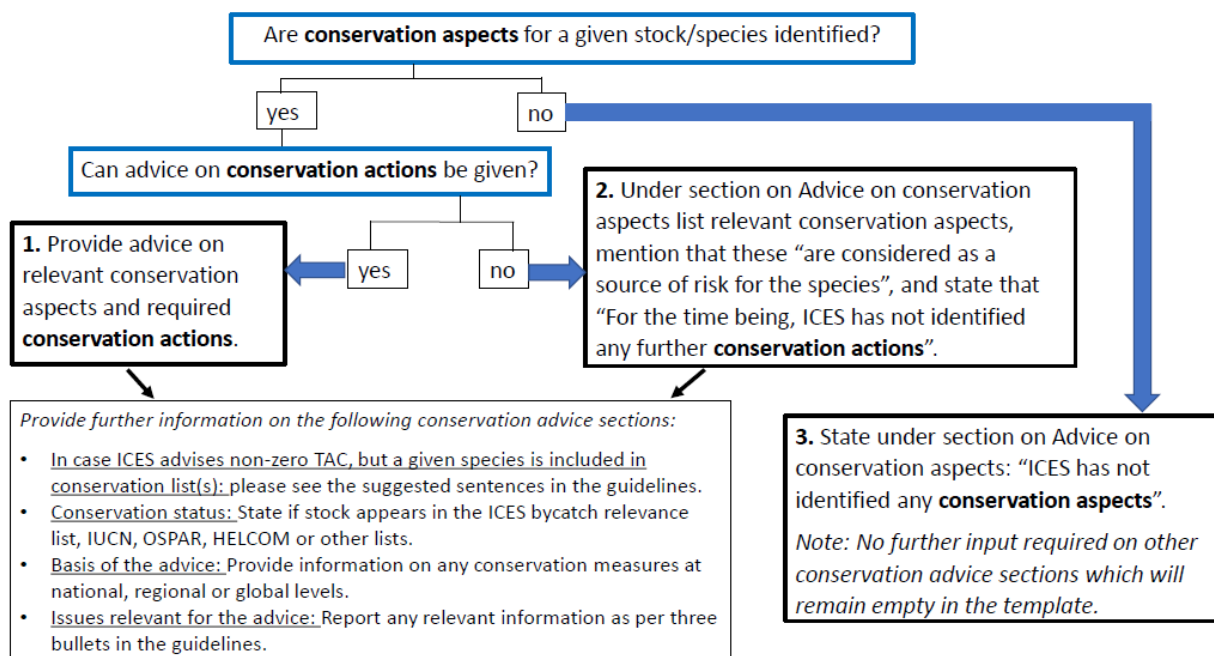 Are conservation aspects for a given stock/species identified?
yes
no
Can advice on conservation actions be given?
yes
no
1. Provide advice on
relevant conservation
aspects and required
conservation actions.
2. Under section on Advice on conservation
aspects list relevant conservation aspects,
mention that these “are considered as a
source of risk for the species”, and state that
“For the time being, ICES has not identified
any further conservation actions”.
Provide further information on the following conservation advice sections:
• In case ICES advises non-zero TAC, but a given species is included in
conservation list(s): please see the suggested sentences in the guidelines.
• Conservation status: State if stock appears in the ICES bycatch relevance
list, IUCN, OSPAR, HELCOM or other lists.
• Basis of the advice: Provide information on any conservation measures at
national, regional or global levels.
• Issues relevant for the advice: Report any relevant information as per three
bullets in the guidelines.
3. State under section on Advice on
conservation aspects: “ICES has not
identified any conservation aspects”.
Note: No further input required on other
conservation advice sections which will
remain empty in the template.